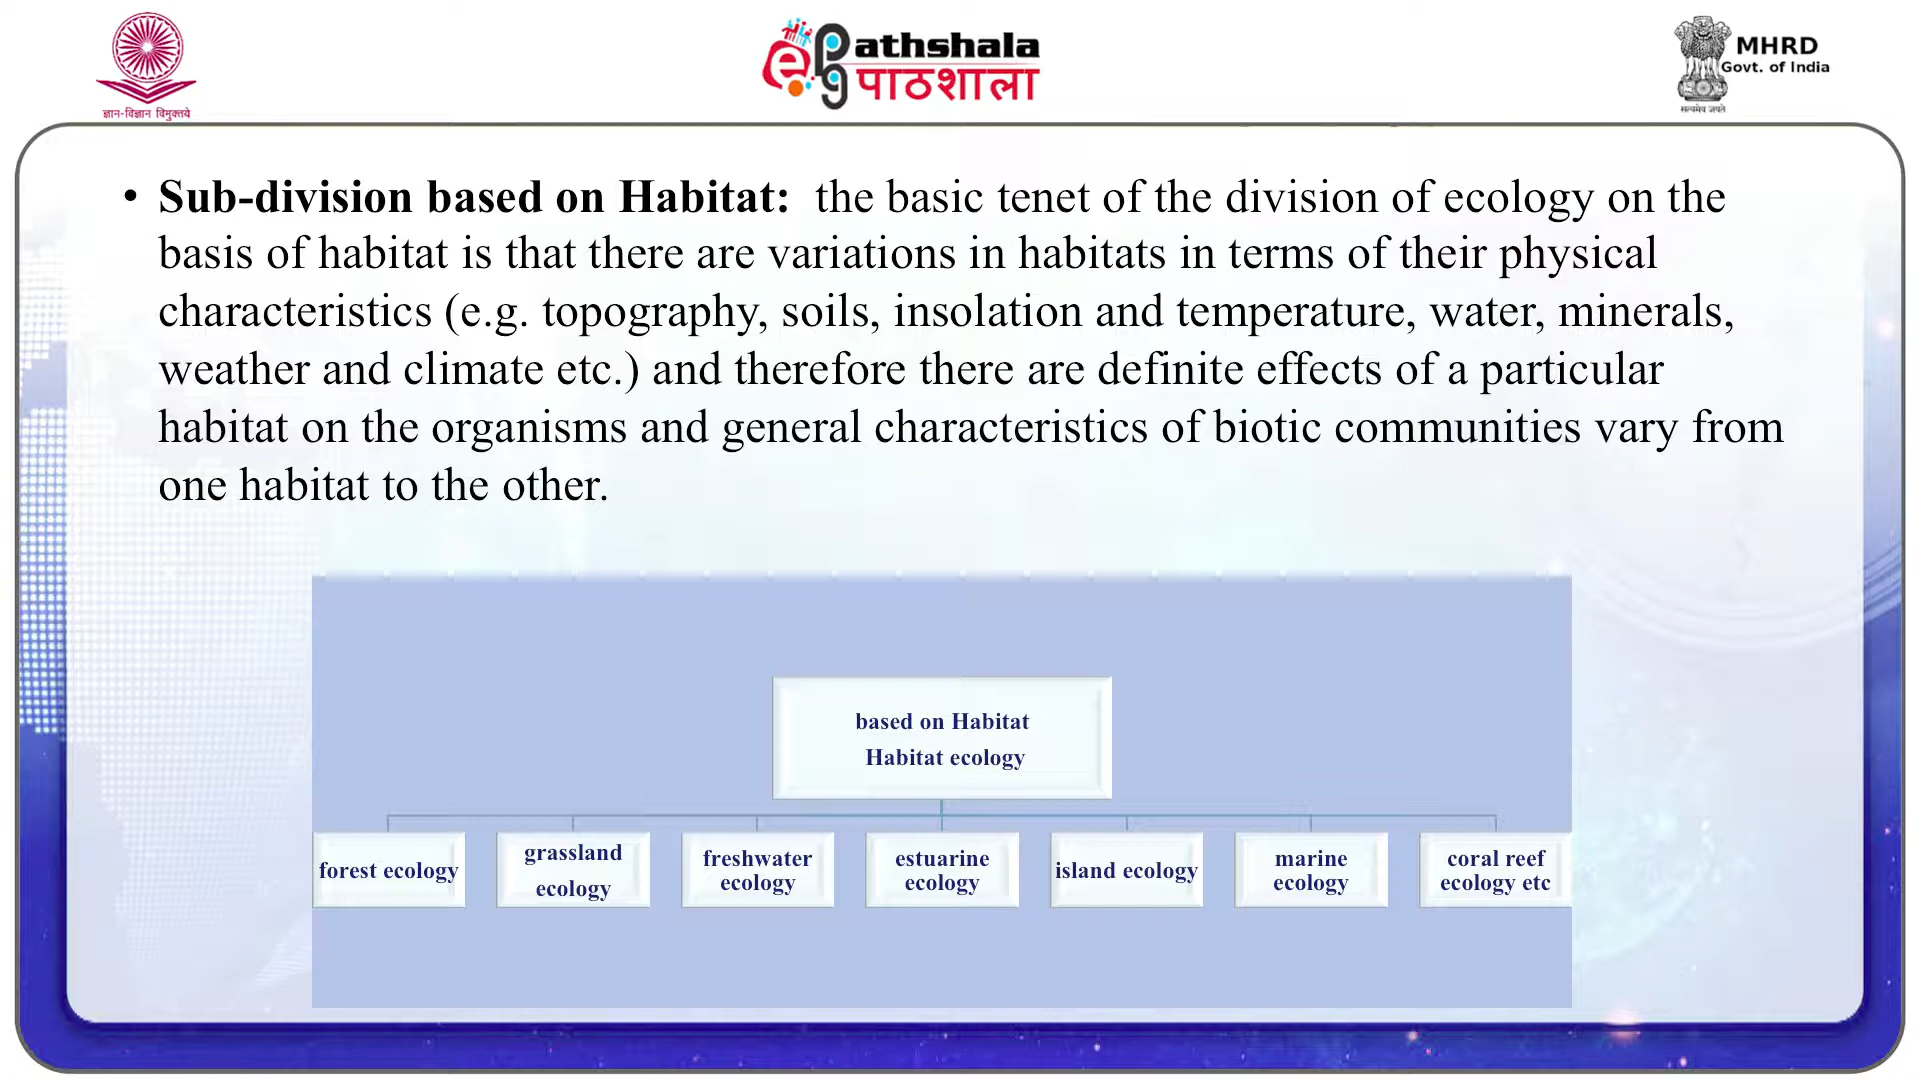 ज्ञान-विज्ञान विमुक्तये
ePathshala
पाठशाला
MHRD
Govt. of India
सत्यमेव जयते
• Sub-division based on Habitat: the basic tenet of the division of ecology on the
basis of habitat is that there are variations in habitats in terms of their physical
characteristics (e.g. topography, soils, insolation and temperature, water, minerals,
weather and climate etc.) and therefore there are definite effects of a particular
habitat on the organisms and general characteristics of biotic communities vary from
one habitat to the other.
based on Habitat
Habitat ecology
forest ecology
grassland
ecology
freshwater
ecology
estuarine
ecology
island ecology
marine
ecology
coral reef
ecology etc